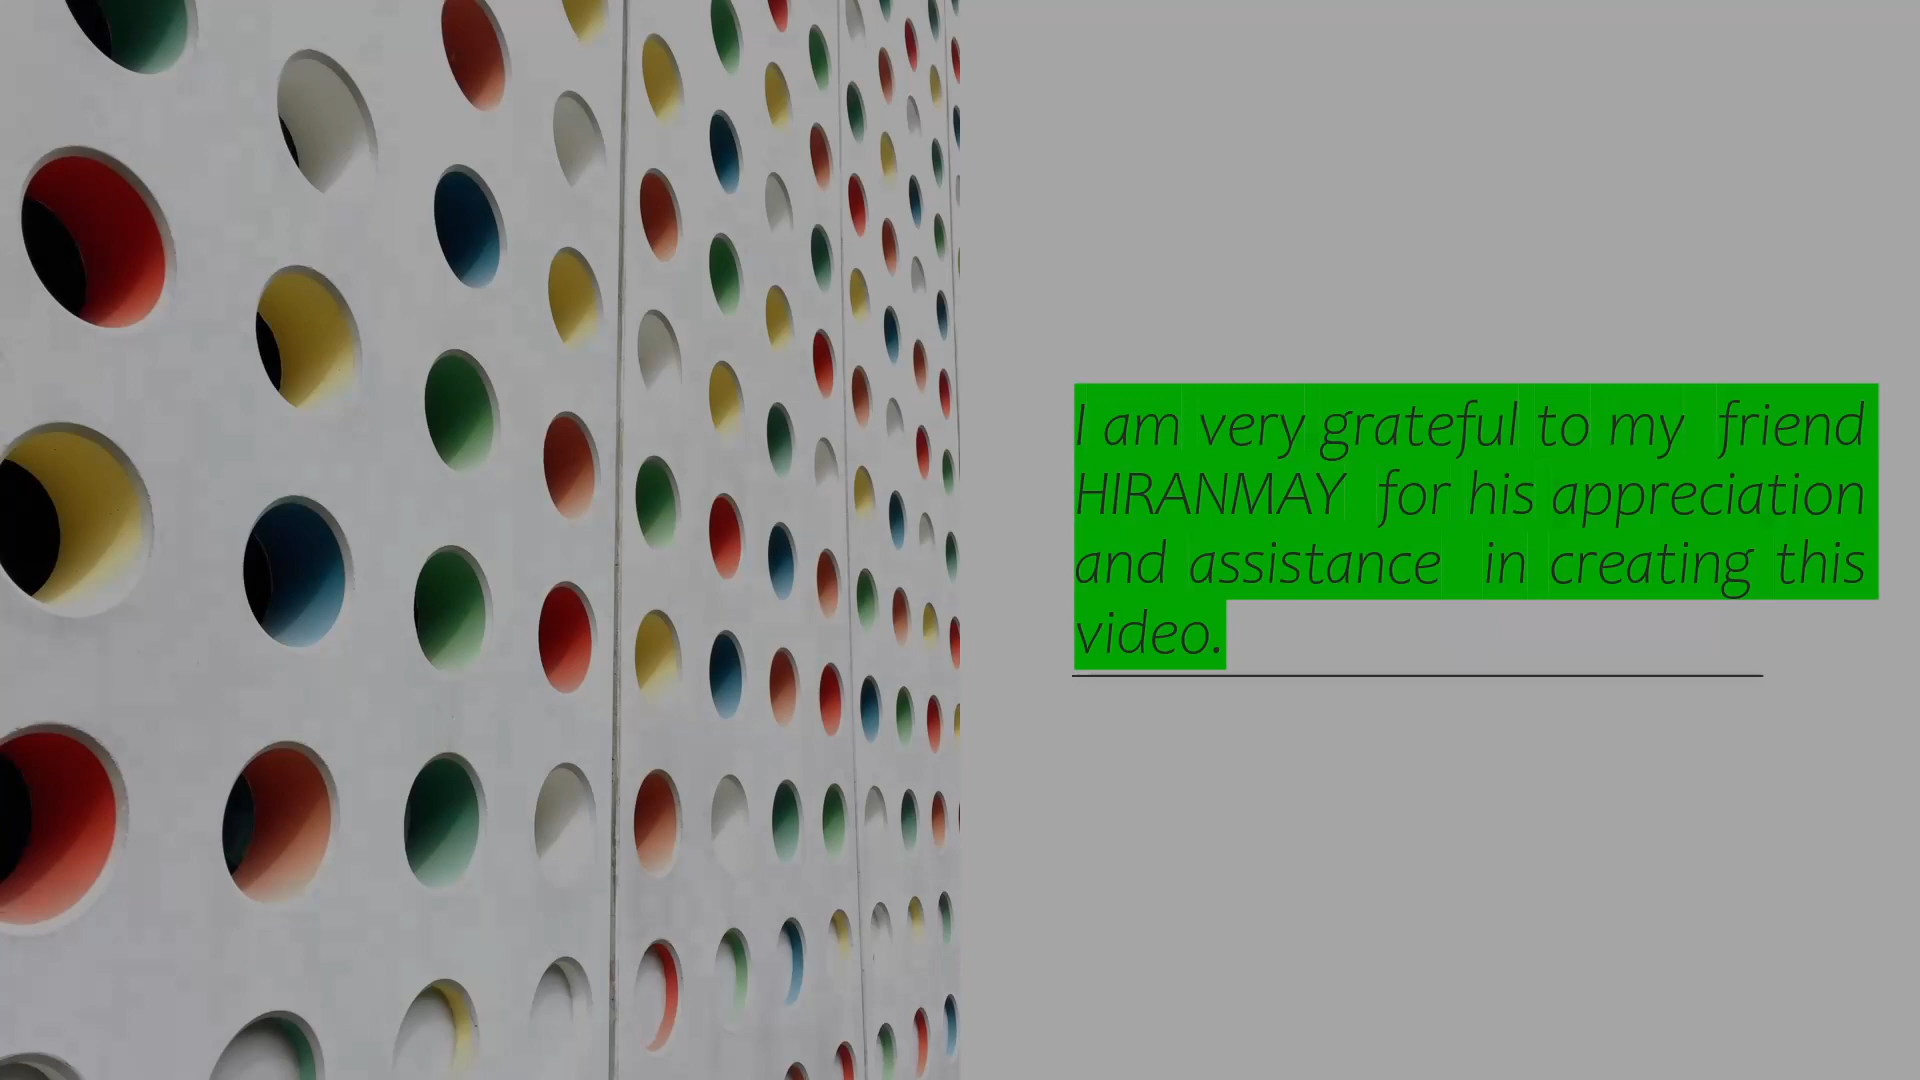 I am very grateful to my friend
HIRANMAY for his appreciation
and assistance in creating this
video.